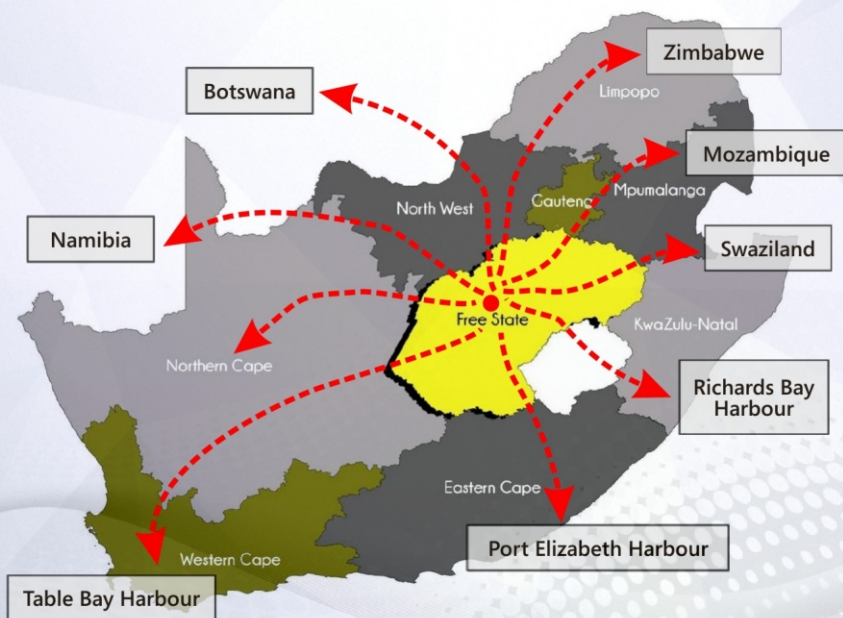 Zimbabwe
Botswana
Limpopo
Mozambique
Mpumalanga
Gauteng
North West
Namibia
Swaziland
Free State
KwaZulu-Natal
Northern Cape
Richards Bay
Harbour
Eastern Cape
Port Elizabeth Harbour
Western Cape
Table Bay Harbour